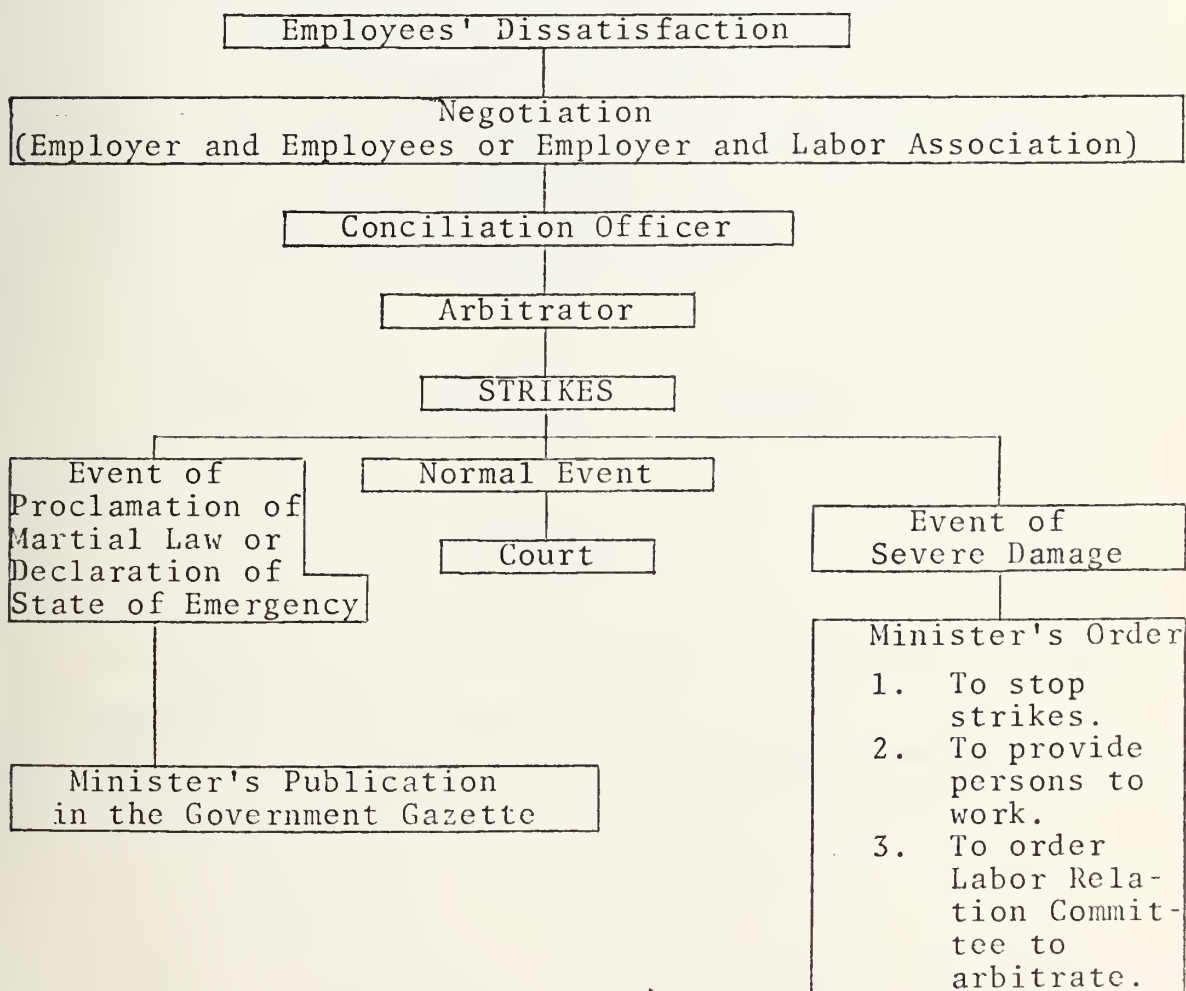 Employees' Dissatisfaction
Negotiation
(Employer and Employees or Employer and Labor Association)
Conciliation Officer
Arbitrator
STRIKES
Event of
Proclamation of
Martial Law or
Declaration of
State of Emergency
Normal Event
Court
Event of
Severe Damage
Minister's Order
1. To stop
strikes.
2. To provide
persons to
work.
3. To order
Labor Rela-
tion Commit-
tee to
arbitrate.
Minister's Publication
in the Government Gazette